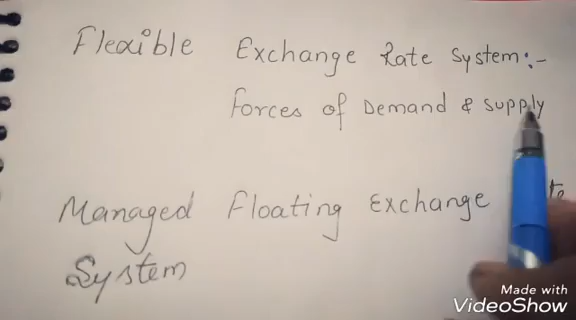 Flexible Exchange Rate System:-
Forces of Demand & Supply
Managed Floating Exchange
System
Made with
VideoShow